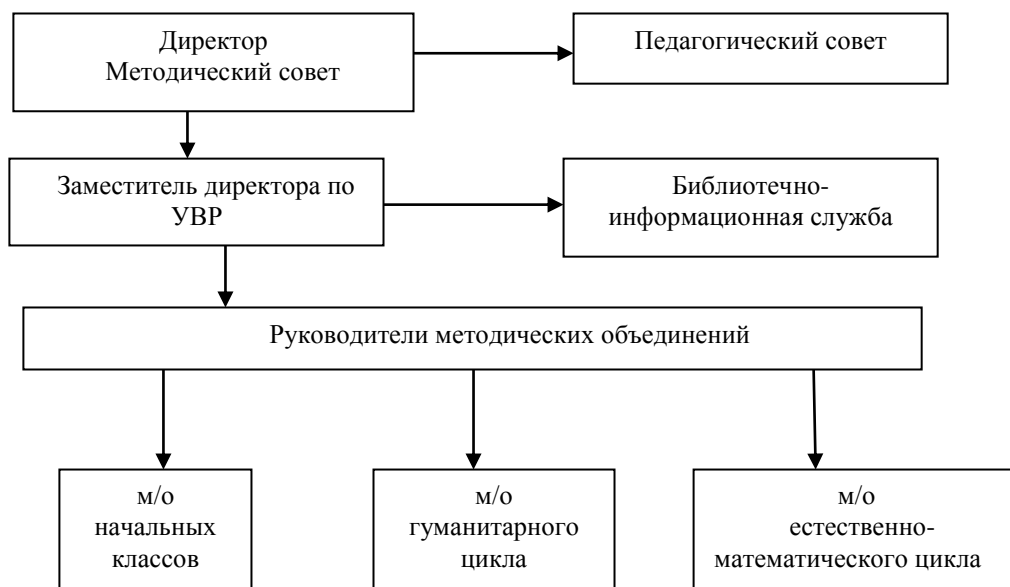 Директор
Методический совет
Педагогический совет
Заместитель директора по
УВР
Библиотечно-
информационная служба
Руководители методических объединений
м/о
начальных
классов
м/о
гуманитарного
цикла
м/о
естественно-
математического цикла